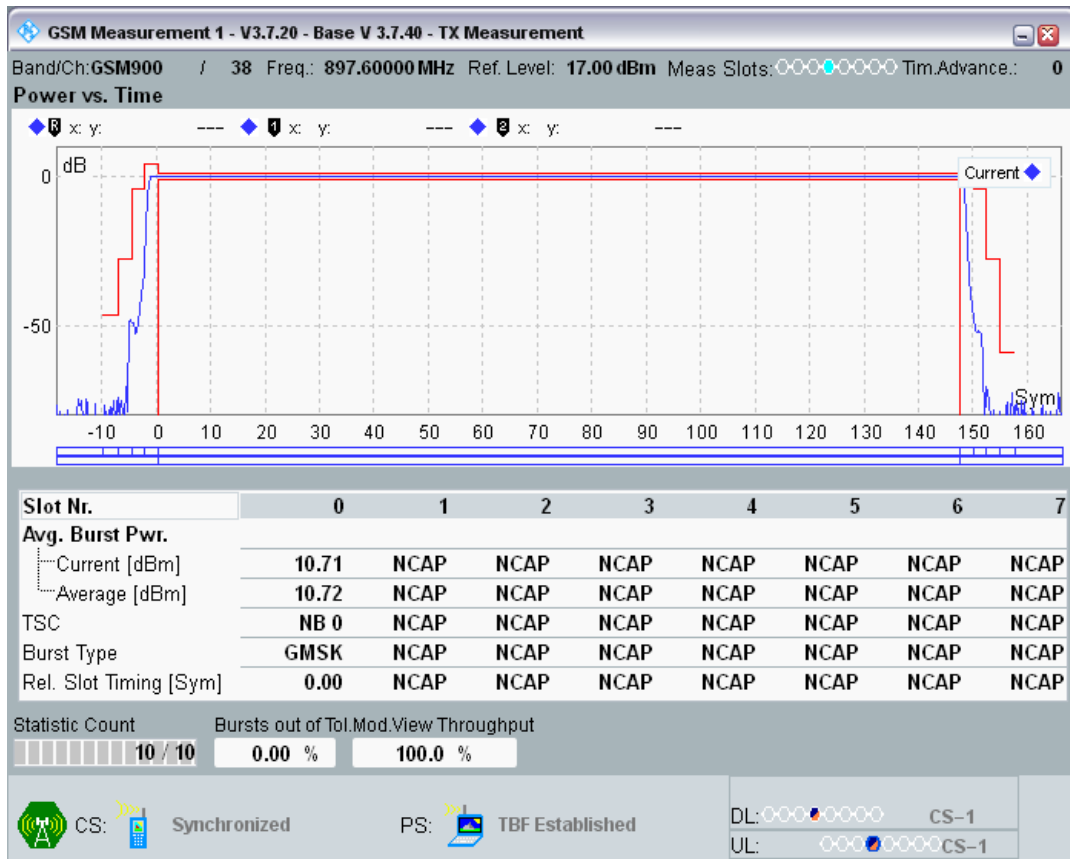 GSM Measurement 1 - V3.7.20 - Base V 3.7.40 - TX Measurement
Band/Ch:GSM900 / 38 Freq.: 897.60000 MHz Ref. Level: 17.00 dBm Meas Slots: Tim.Advance.: 0
Power vs. Time
R x: y: --- 1 x: y: --- 2 x: y: ---
dB
Current
0
-50
Sym
-10 0 10 20 30 40 50 60 70 80 90 100 110 120 130 140 150 160
Slot Nr. 0 1 2 3 4 5 6 7
Avg. Burst Pwr.
Current [dBm] 10.71 NCAP NCAP NCAP NCAP NCAP NCAP NCAP
Average [dBm] 10.72 NCAP NCAP NCAP NCAP NCAP NCAP NCAP
TSC NB 0 NCAP NCAP NCAP NCAP NCAP NCAP NCAP
Burst Type GMSK NCAP NCAP NCAP NCAP NCAP NCAP NCAP
Rel. Slot Timing [Sym] 0.00 NCAP NCAP NCAP NCAP NCAP NCAP NCAP
Statistic Count Bursts out of Tol.Mod.View Throughput
10 / 10 0.00 % 100.0 %
CS: Synchronized PS: TBF Established
DL: CS-1
UL: CS-1